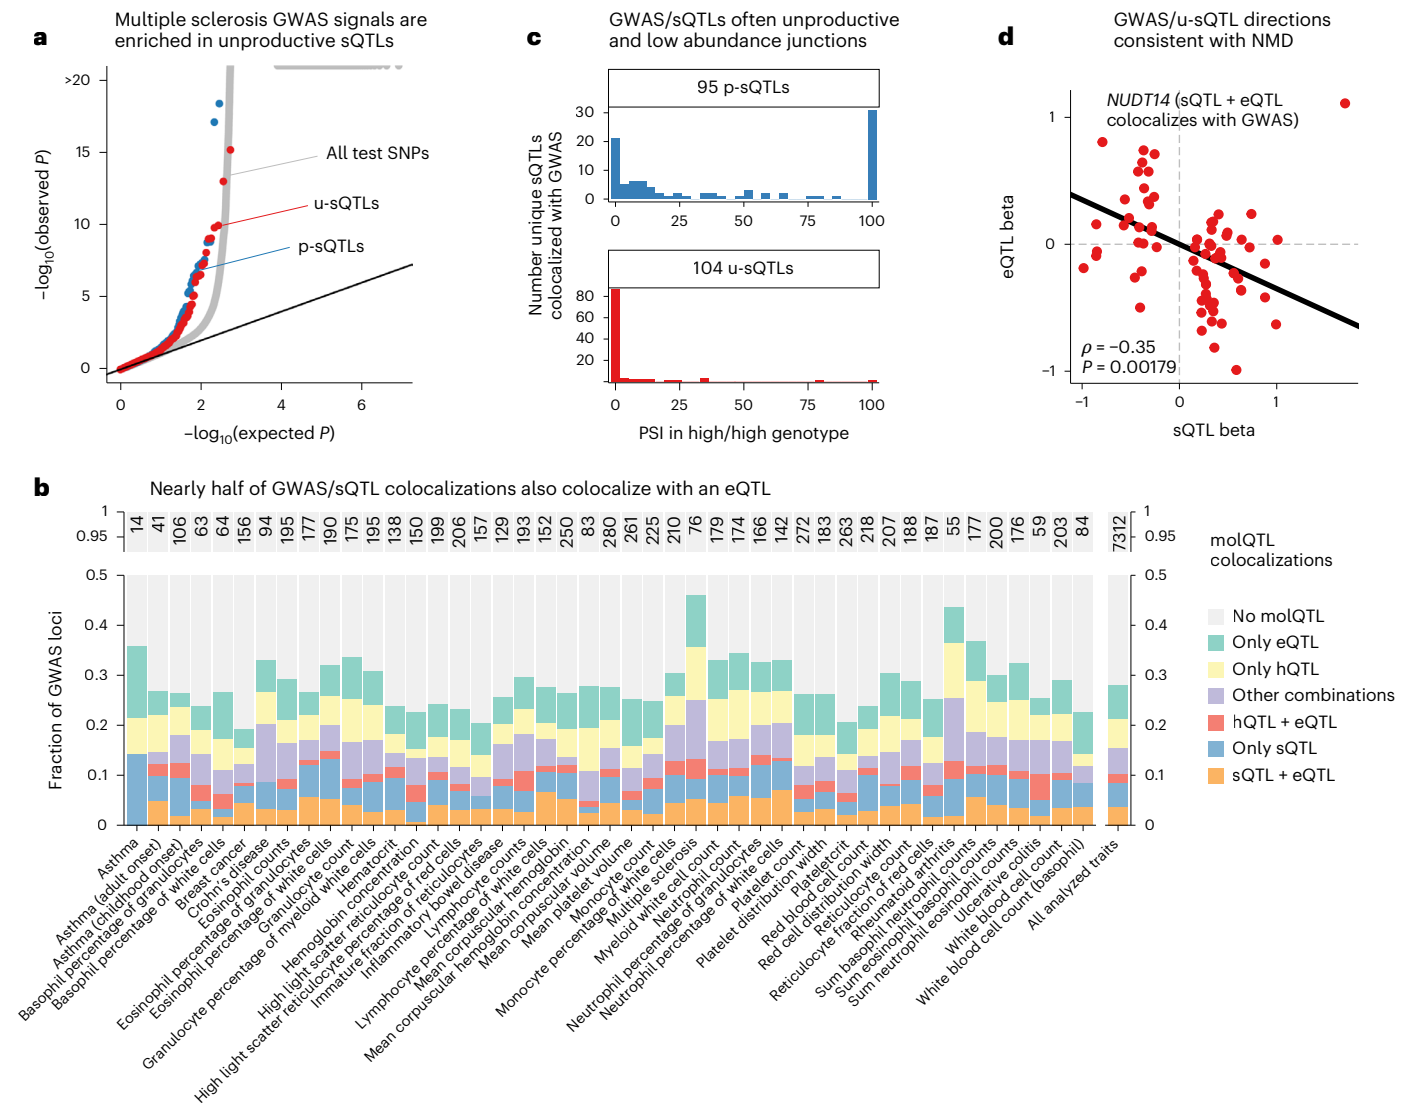 a
Multiple sclerosis GWAS signals are
enriched in unproductive sQTLs
>20
15
10
5
0
0
2
4
6
–log10(observed P)
–log10(expected P)
All test SNPs
u-sQTLs
p-sQTLs
c
GWAS/sQTLs often unproductive
and low abundance junctions
95 p-sQTLs
30
20
10
0
0
25
50
75
100
104 u-sQTLs
80
60
40
20
0
25
50
75
100
Number unique sQTLs
colocalized with GWAS
PSI in high/high genotype
d
GWAS/u-sQTL directions
consistent with NMD
NUDT14 (sQTL + eQTL
colocalizes with GWAS)
1
0
−1
ρ = −0.35
P = 0.00179
−1
0
1
eQTL beta
sQTL beta
b
Nearly half of GWAS/sQTL colocalizations also colocalize with an eQTL
1
0.95
14 41 106 63 64 156 94 195 177 190 175 195 138 150 199 206 157 129 193 152 250 83 280 261 225 210 76 179 174 166 142 272 183 263 218 207 188 187 55 177 200 176 59 203 84 7312
1
0.95
0.5
0.4
0.3
0.2
0.1
0
0.5
0.4
0.3
0.2
0.1
0
Fraction of GWAS loci
molQTL
colocalizations
No molQTL
Only eQTL
Only hQTL
Other combinations
hQTL + eQTL
Only sQTL
sQTL + eQTL
Asthma
Asthma (adult onset)
Asthma (childhood onset)
Basophil percentage of granulocytes
Basophil percentage of white cells
Breast cancer
Crohn's disease
Eosinophil counts
Eosinophil percentage of granulocytes
Eosinophil percentage of white cells
Granulocyte count
Granulocyte percentage of myeloid white cells
Hematocrit
Hemoglobin concentration
High light scatter reticulocyte count
High light scatter reticulocyte percentage of red cells
Immature fraction of reticulocytes
Inflammatory bowel disease
Lymphocyte counts
Lymphocyte percentage of white cells
Mean corpuscular hemoglobin
Mean corpuscular hemoglobin concentration
Mean corpuscular volume
Mean platelet volume
Monocyte count
Monocyte percentage of white cells
Multiple sclerosis
Myeloid white cell count
Neutrophil count
Neutrophil percentage of granulocytes
Neutrophil percentage of white cells
Platelet count
Platelet distribution width
Plateletcrit
Red blood cell count
Red cell distribution width
Reticulocyte count
Reticulocyte fraction of red cells
Rheumatoid arthritis
Sum basophil neutrophil counts
Sum eosinophil basophil counts
Sum neutrophil eosinophil counts
Ulcerative colitis
White blood cell count
White blood cell count (basophil)
All analyzed traits